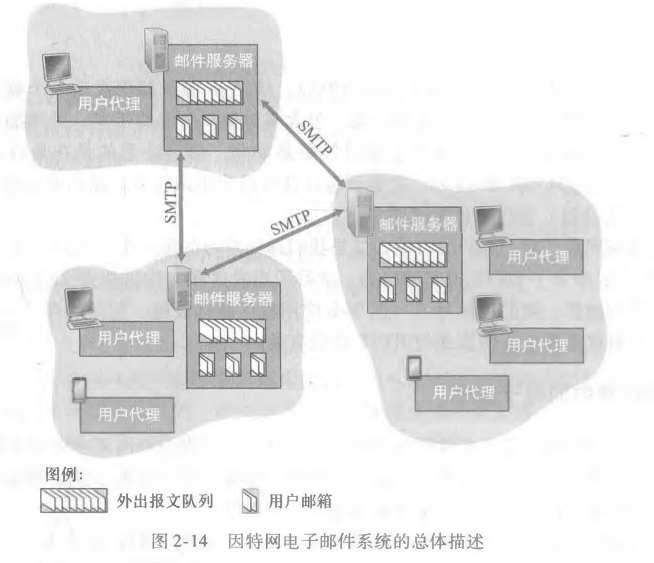 邮件服务器
用户代理
SMTP
SMTP
SMTP
邮件服务器
用户代理
用户代理
用户代理
邮件服务器
用户代理
用户代理
图例:
外出报文队列
用户邮箱
图 2-14 因特网电子邮件系统的总体描述